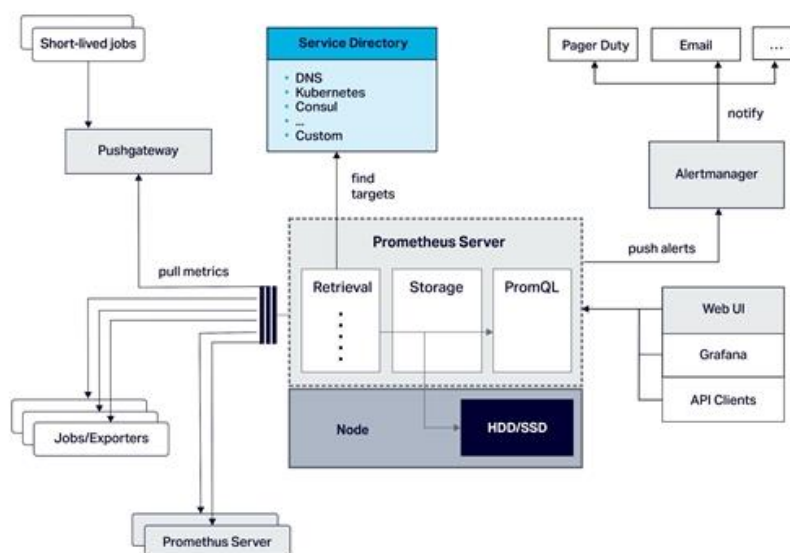 Short-lived jobs
Service Directory
• DNS
• Kubernetes
• Consul
• ...
• Custom
Pager Duty
Email
...
notify
Pushgateway
Alertmanager
find
targets
Prometheus Server
push alerts
pull metrics
Retrieval
Storage
PromQL
Web UI
Grafana
API Clients
Jobs/Exporters
Node
HDD/SSD
Promethus Server